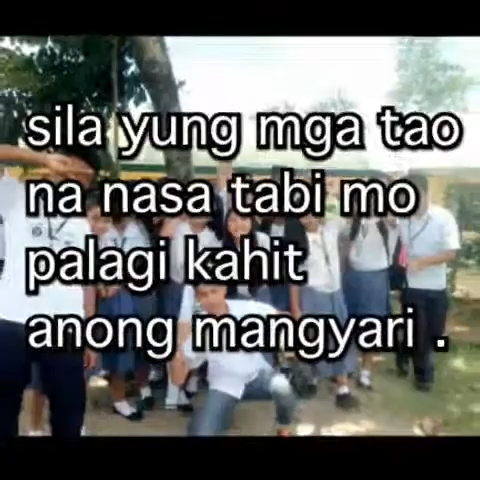 sila yung mga tao
na nasa tabi mo
palagi kahit
anong mangyari .